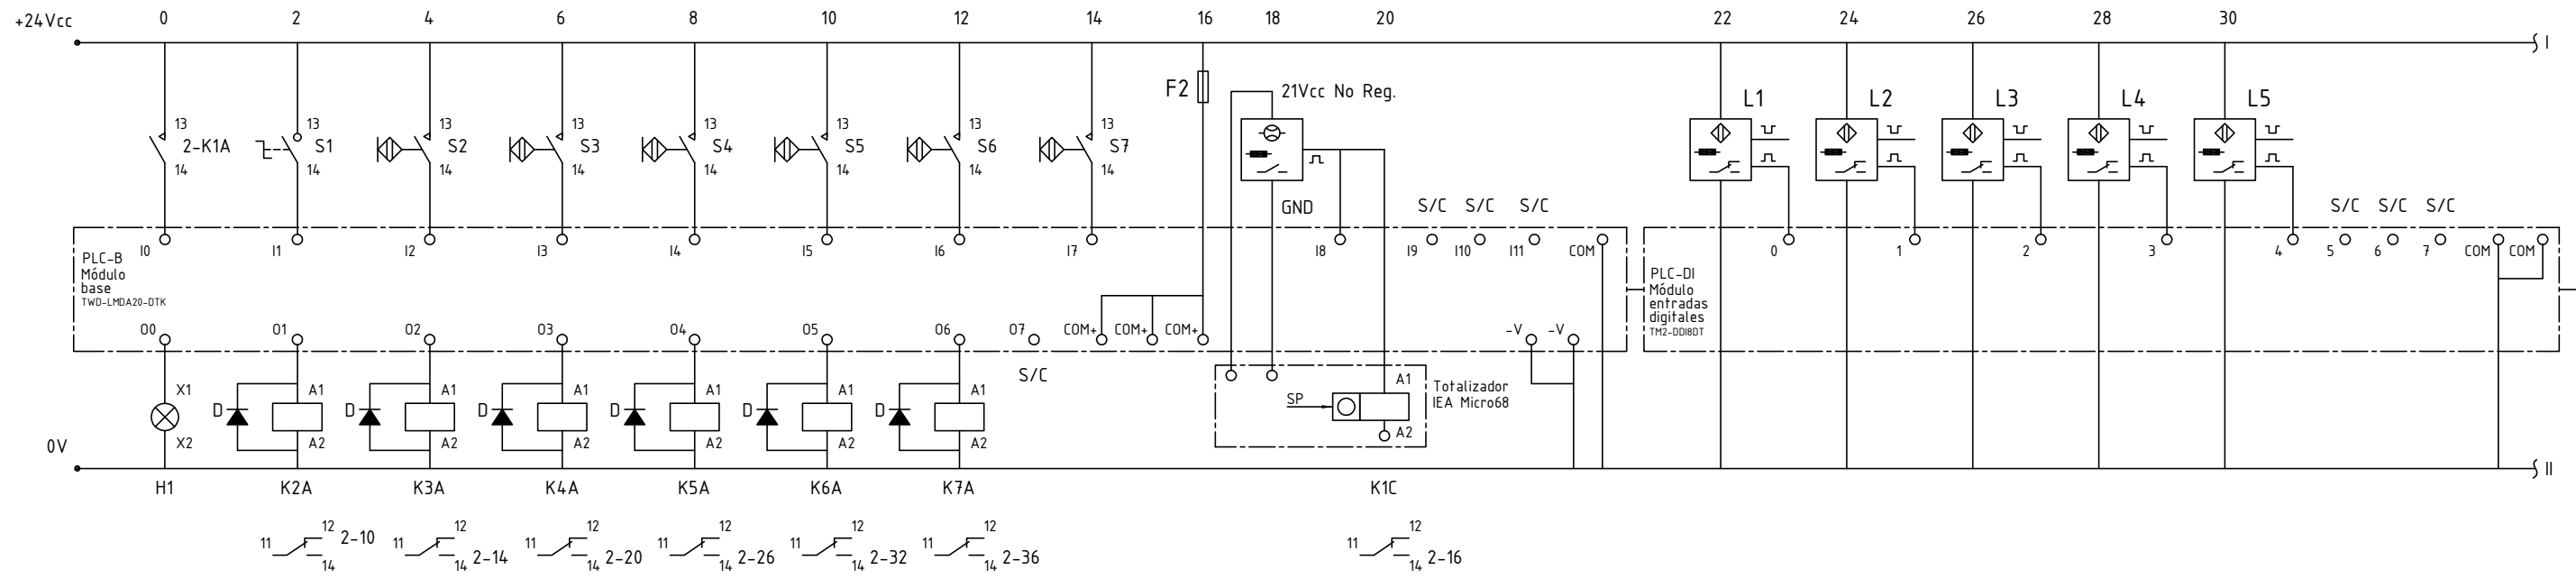 +24Vcc 0 2 4 6 8 10 12 14 16 18 20 22 24 26 28 30
I
F2 21Vcc No Reg. L1 L2 L3 L4 L5
13 13 13 13 13 13 13 13
2-K1A S1 S2 S3 S4 S5 S6 S7
14 14 14 14 14 14 14 14
GND S/C S/C S/C S/C S/C S/C
I0 I1 I2 I3 I4 I5 I6 I7 I8 I9 I10 I11 COM 0 1 2 3 4 5 6 7 COM COM
PLC-B
Módulo
base
TWD-LMDA20-DTK
PLC-DI
Módulo
entradas
digitales
TM2-DDI8DT
O0 O1 O2 O3 O4 O5 O6 O7 COM+ COM+ COM+ -V -V
S/C
X1 A1 A1 A1 A1 A1 A1 A1
Totalizador
IEA Micro68
D D D D D D SP
X2 A2 A2 A2 A2 A2 A2 A2
0V II
H1 K2A K3A K4A K5A K6A K7A K1C
12 12 12 12 12 12 12
11 2-10 11 2-14 11 2-20 11 2-26 11 2-32 11 2-36 11 2-16
14 14 14 14 14 14 14